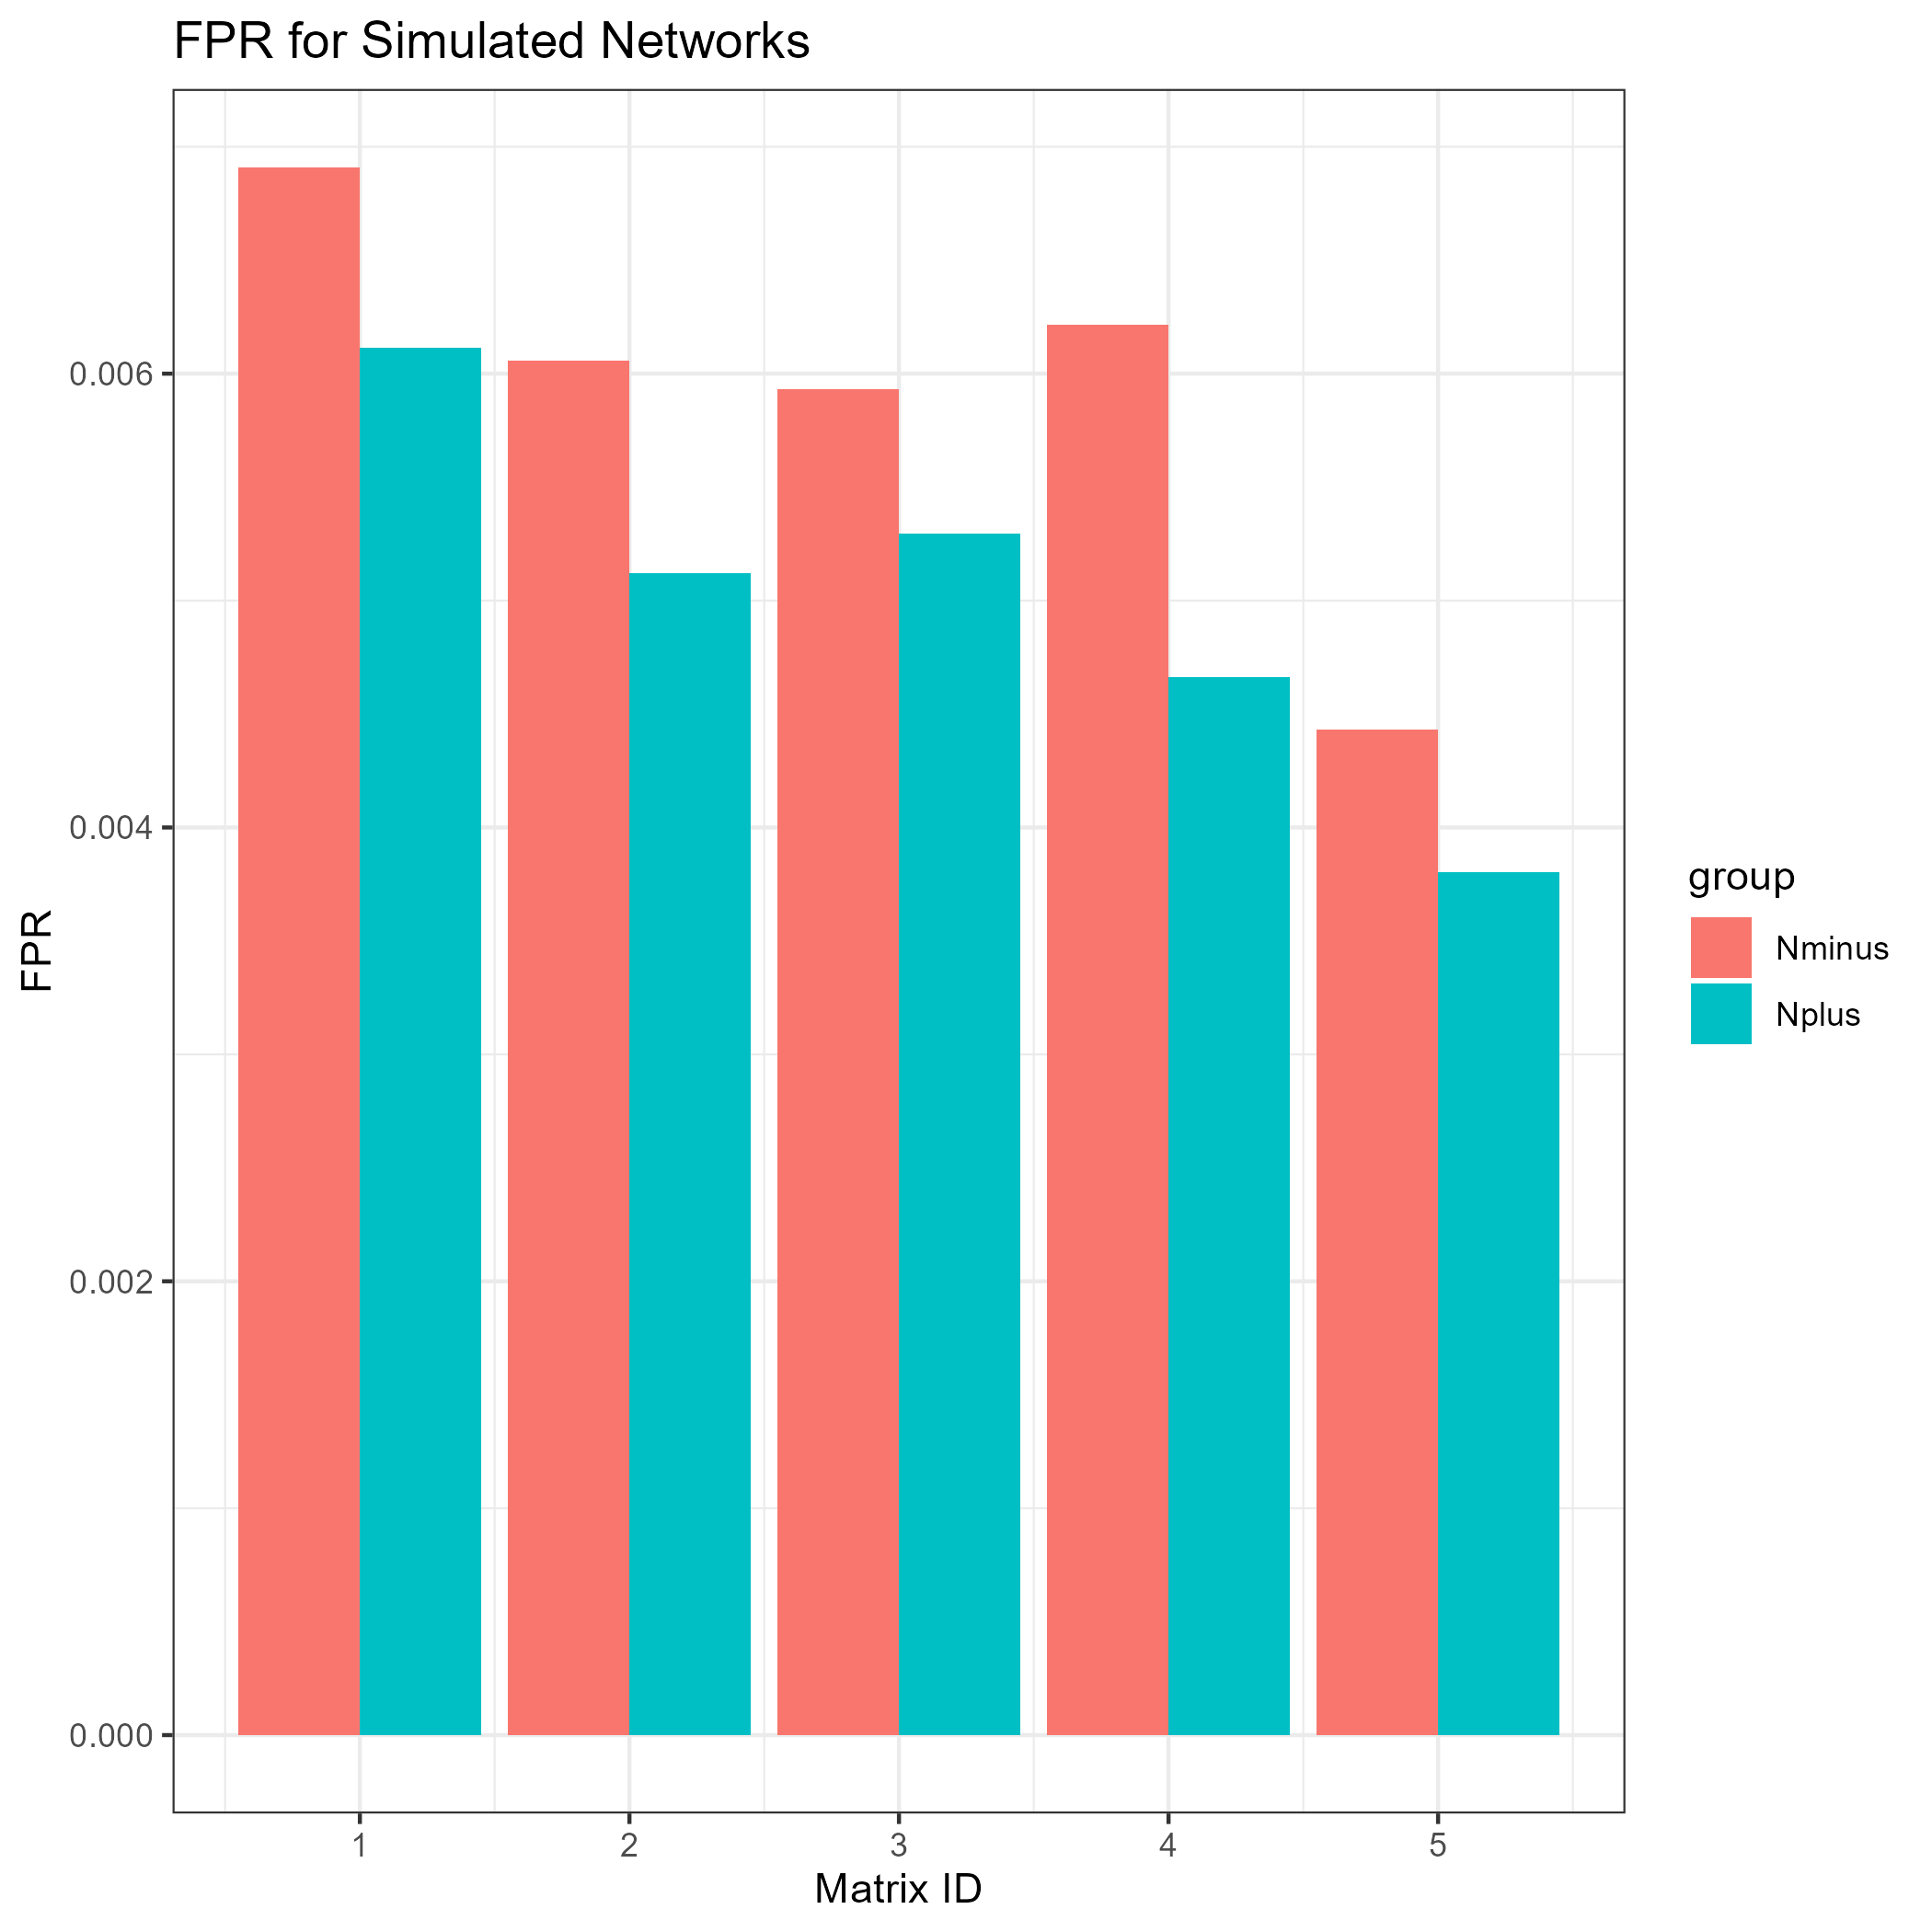 FPR for Simulated Networks
FPR
0.006
0.004
0.002
0.000
1 2 3 4 5
Matrix ID
group
Nminus
Nplus